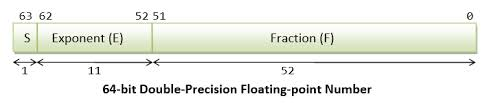 63 62 52 51 0
S Exponent (E) Fraction (F)
1 11 52
64-bit Double-Precision Floating-point Number